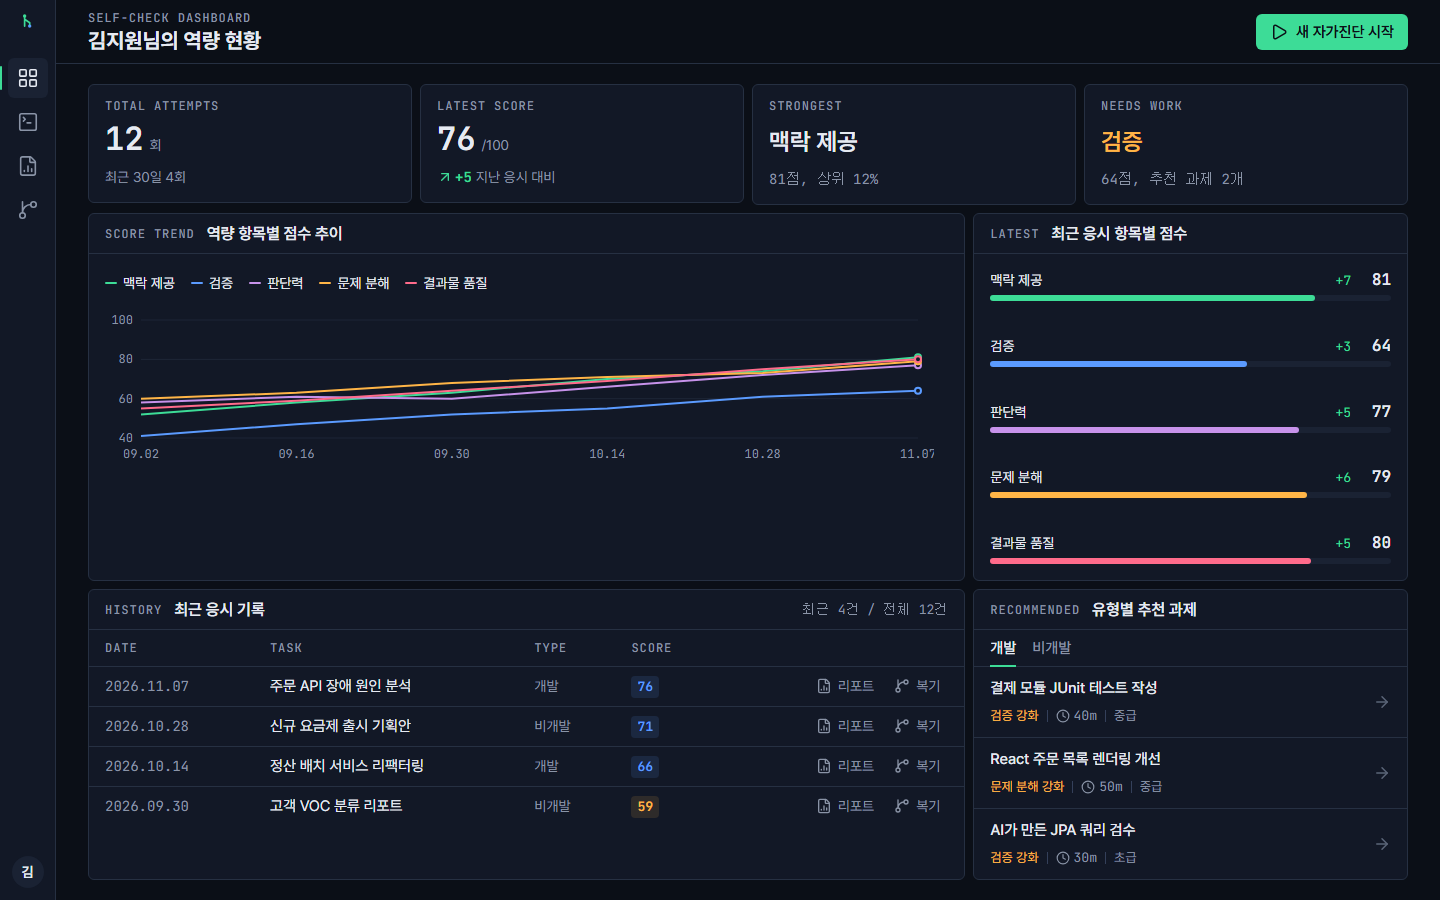 SELF-CHECK DASHBOARD
김지원님의 역량 현황
새 자가진단 시작
TOTAL ATTEMPTS
12 회
최근 30일 4회
LATEST SCORE
76 /100
+5 지난 응시 대비
STRONGEST
맥락 제공
81점, 상위 12%
NEEDS WORK
검증
64점, 추천 과제 2개
SCORE TREND 역량 항목별 점수 추이
맥락 제공 검증 판단력 문제 분해 결과물 품질
100
80
60
40
09.02 09.16 09.30 10.14 10.28 11.07
LATEST 최근 응시 항목별 점수
맥락 제공 +7 81
검증 +3 64
판단력 +5 77
문제 분해 +6 79
결과물 품질 +5 80
HISTORY 최근 응시 기록 최근 4건 / 전체 12건
DATE TASK TYPE SCORE
2026.11.07 주문 API 장애 원인 분석 개발 76 리포트 복기
2026.10.28 신규 요금제 출시 기획안 비개발 71 리포트 복기
2026.10.14 정산 배치 서비스 리팩터링 개발 66 리포트 복기
2026.09.30 고객 VOC 분류 리포트 비개발 59 리포트 복기
RECOMMENDED 유형별 추천 과제
개발 비개발
결제 모듈 JUnit 테스트 작성
검증 강화 40m 중급
React 주문 목록 렌더링 개선
문제 분해 강화 50m 중급
AI가 만든 JPA 쿼리 검수
검증 강화 30m 초급
김